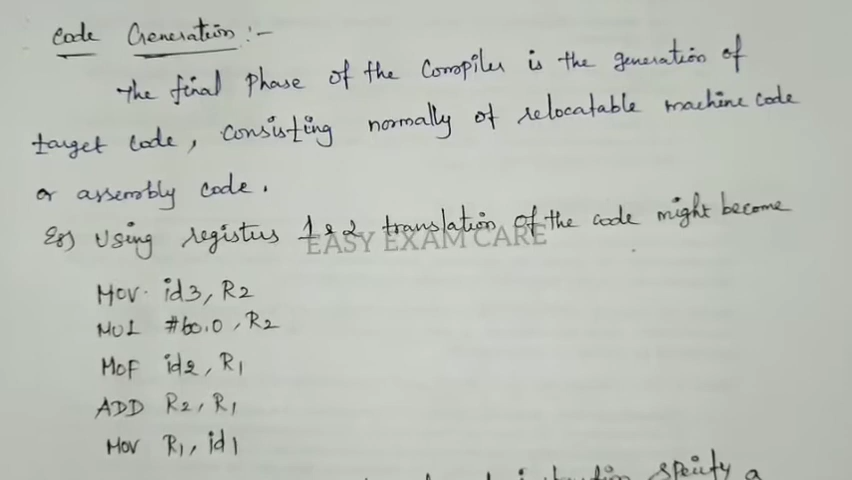 Code Generation :-
The final Phase of the Compiler is the generation of
target code, consisting normally of relocatable machine code
or assembly code.
Eg) Using registers 1 & 2 translation of the code might become
EASY EXAM CARE
MOV id3, R2
MUL #60.0, R2
MOF id2, R1
ADD R2, R1
MOV R1, id1
specify a